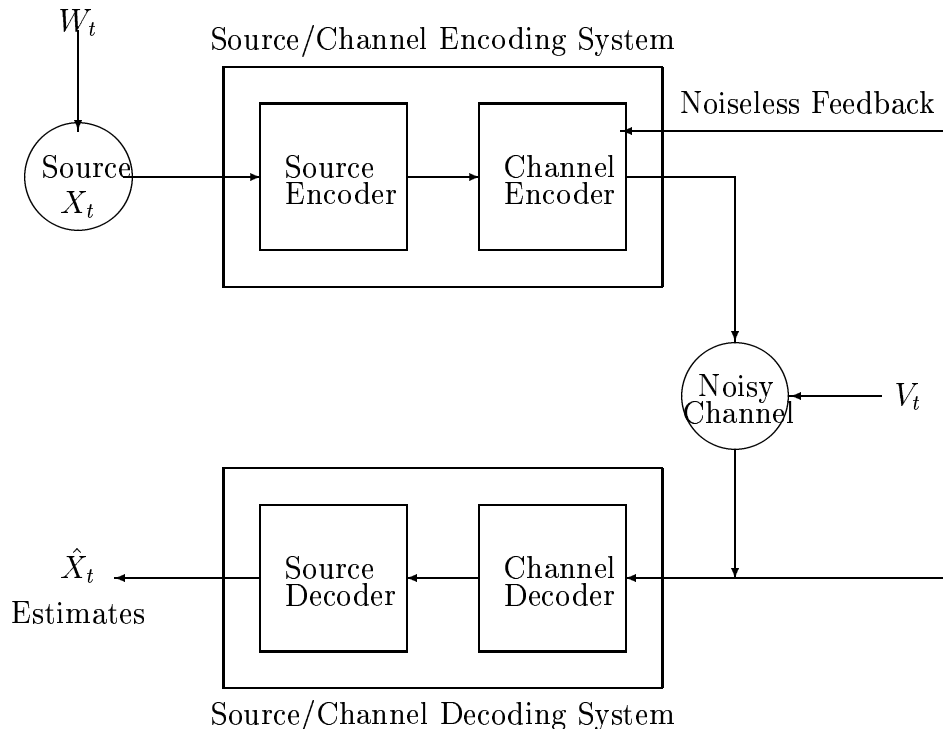 W_t
Source/Channel Encoding System
Noiseless Feedback
Source
X_t
Source
Encoder
Channel
Encoder
Noisy
Channel
V_t
X̂_t
Estimates
Source
Decoder
Channel
Decoder
Source/Channel Decoding System